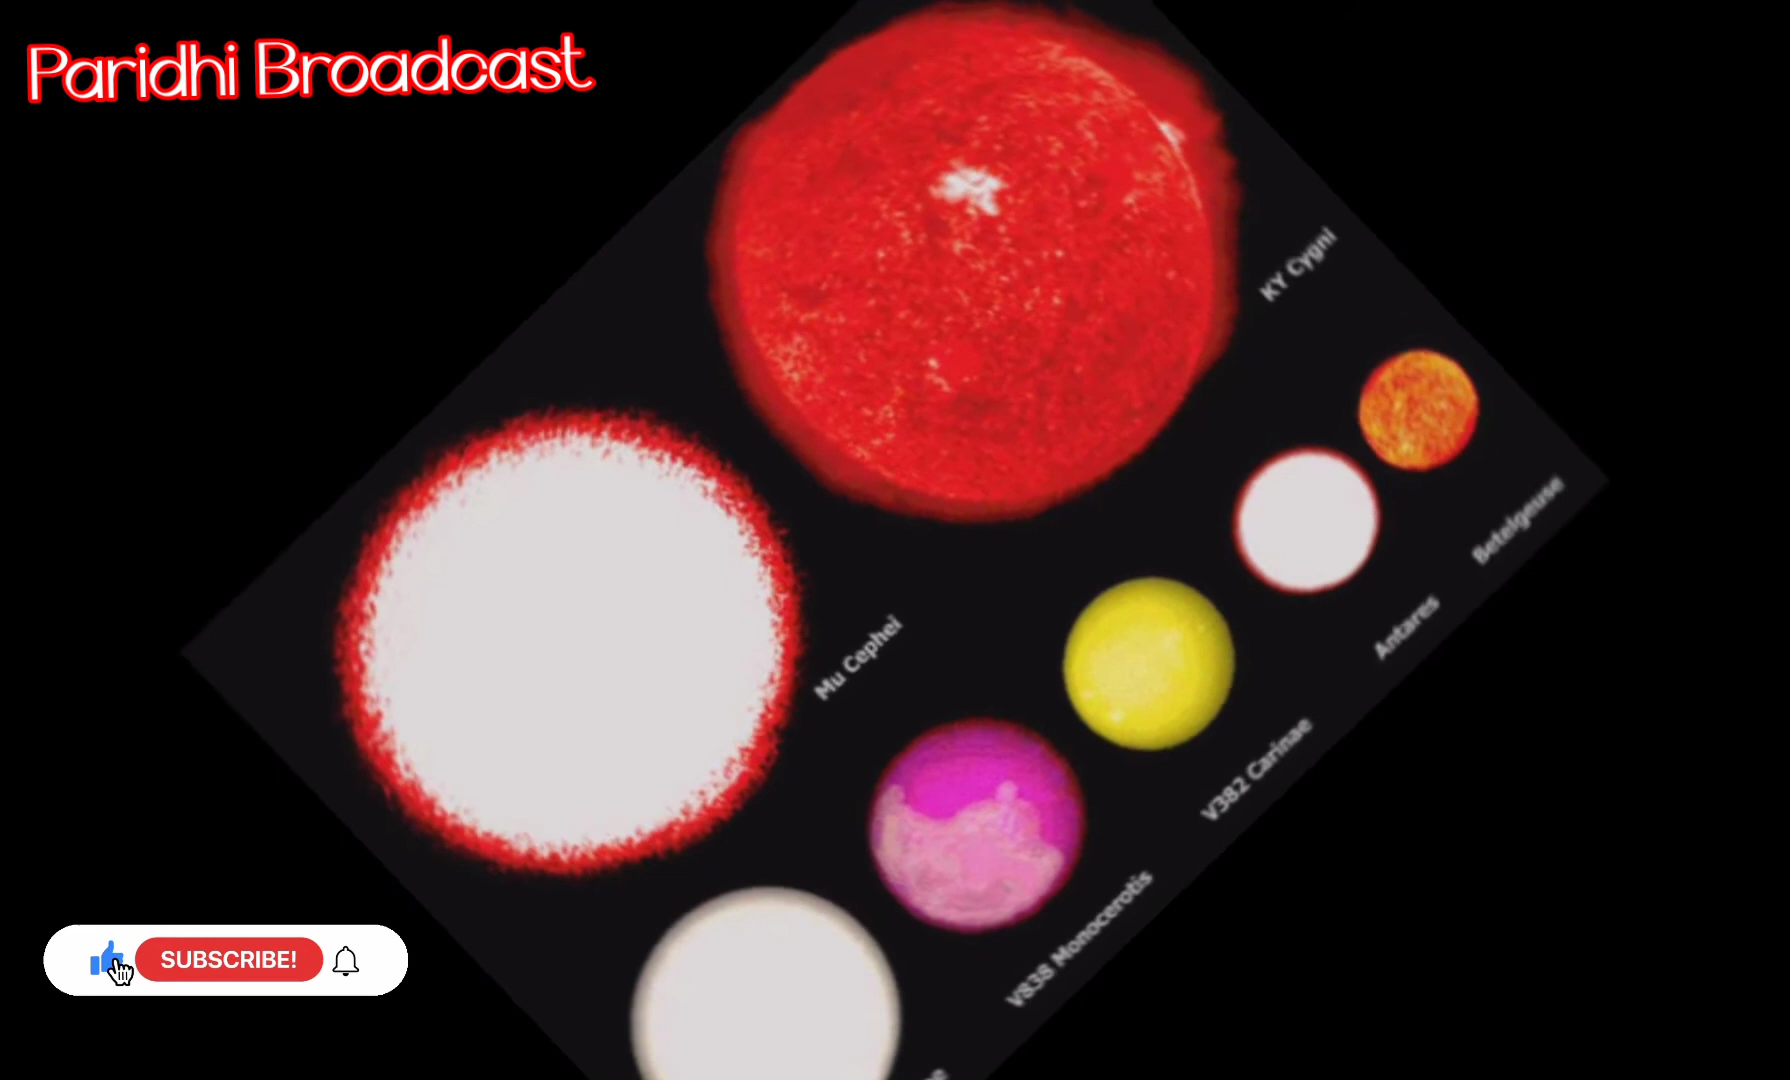 Paridhi Broadcast
KY Cygni
Betelgeuse
Antares
Mu Cephei
V382 Carinae
V838 Monocerotis
SUBSCRIBE!